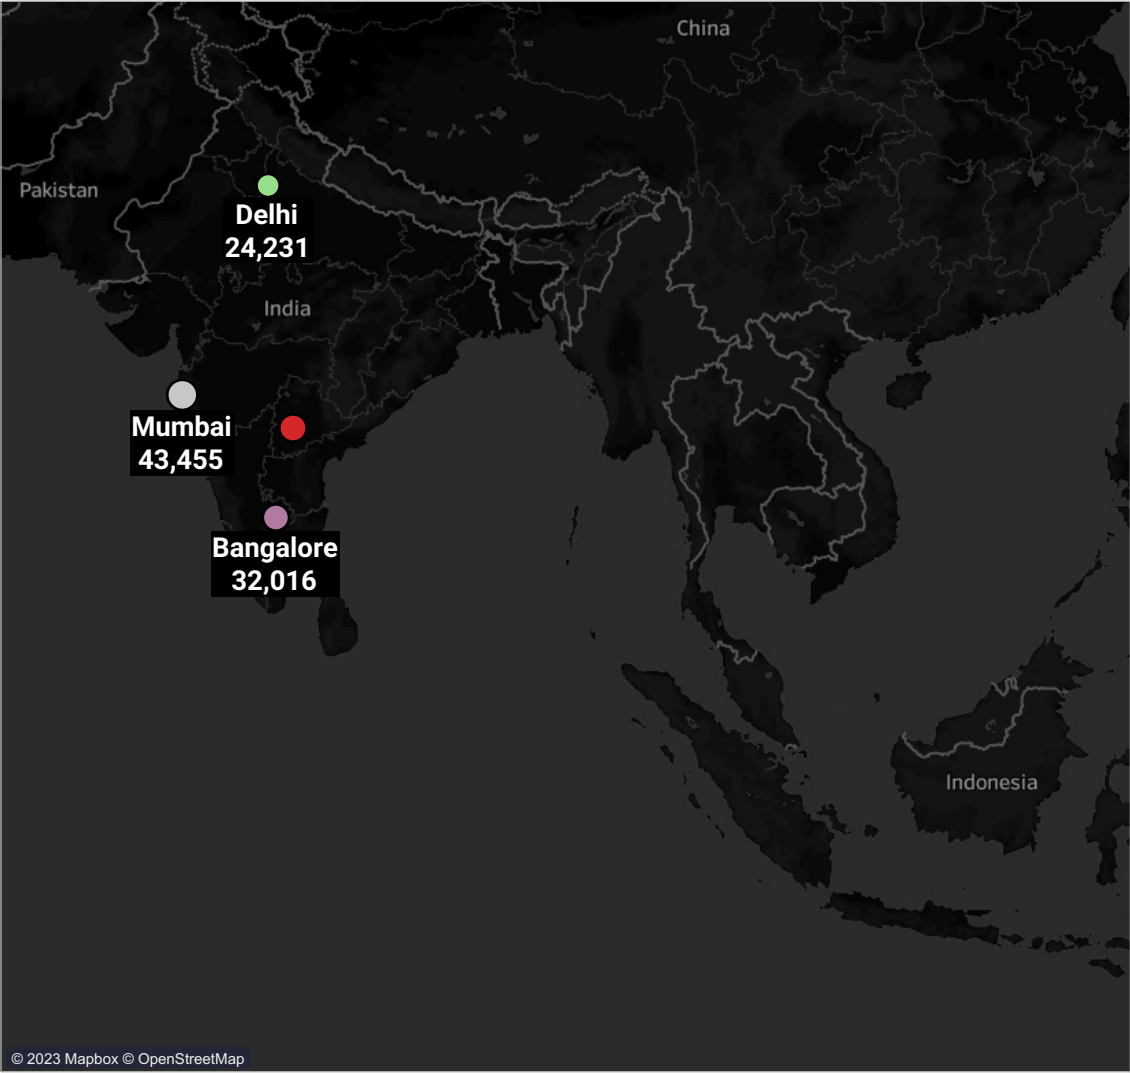 China
Pakistan
Delhi
24,231
India
Mumbai
43,455
Bangalore
32,016
Indonesia
© 2023 Mapbox © OpenStreetMap